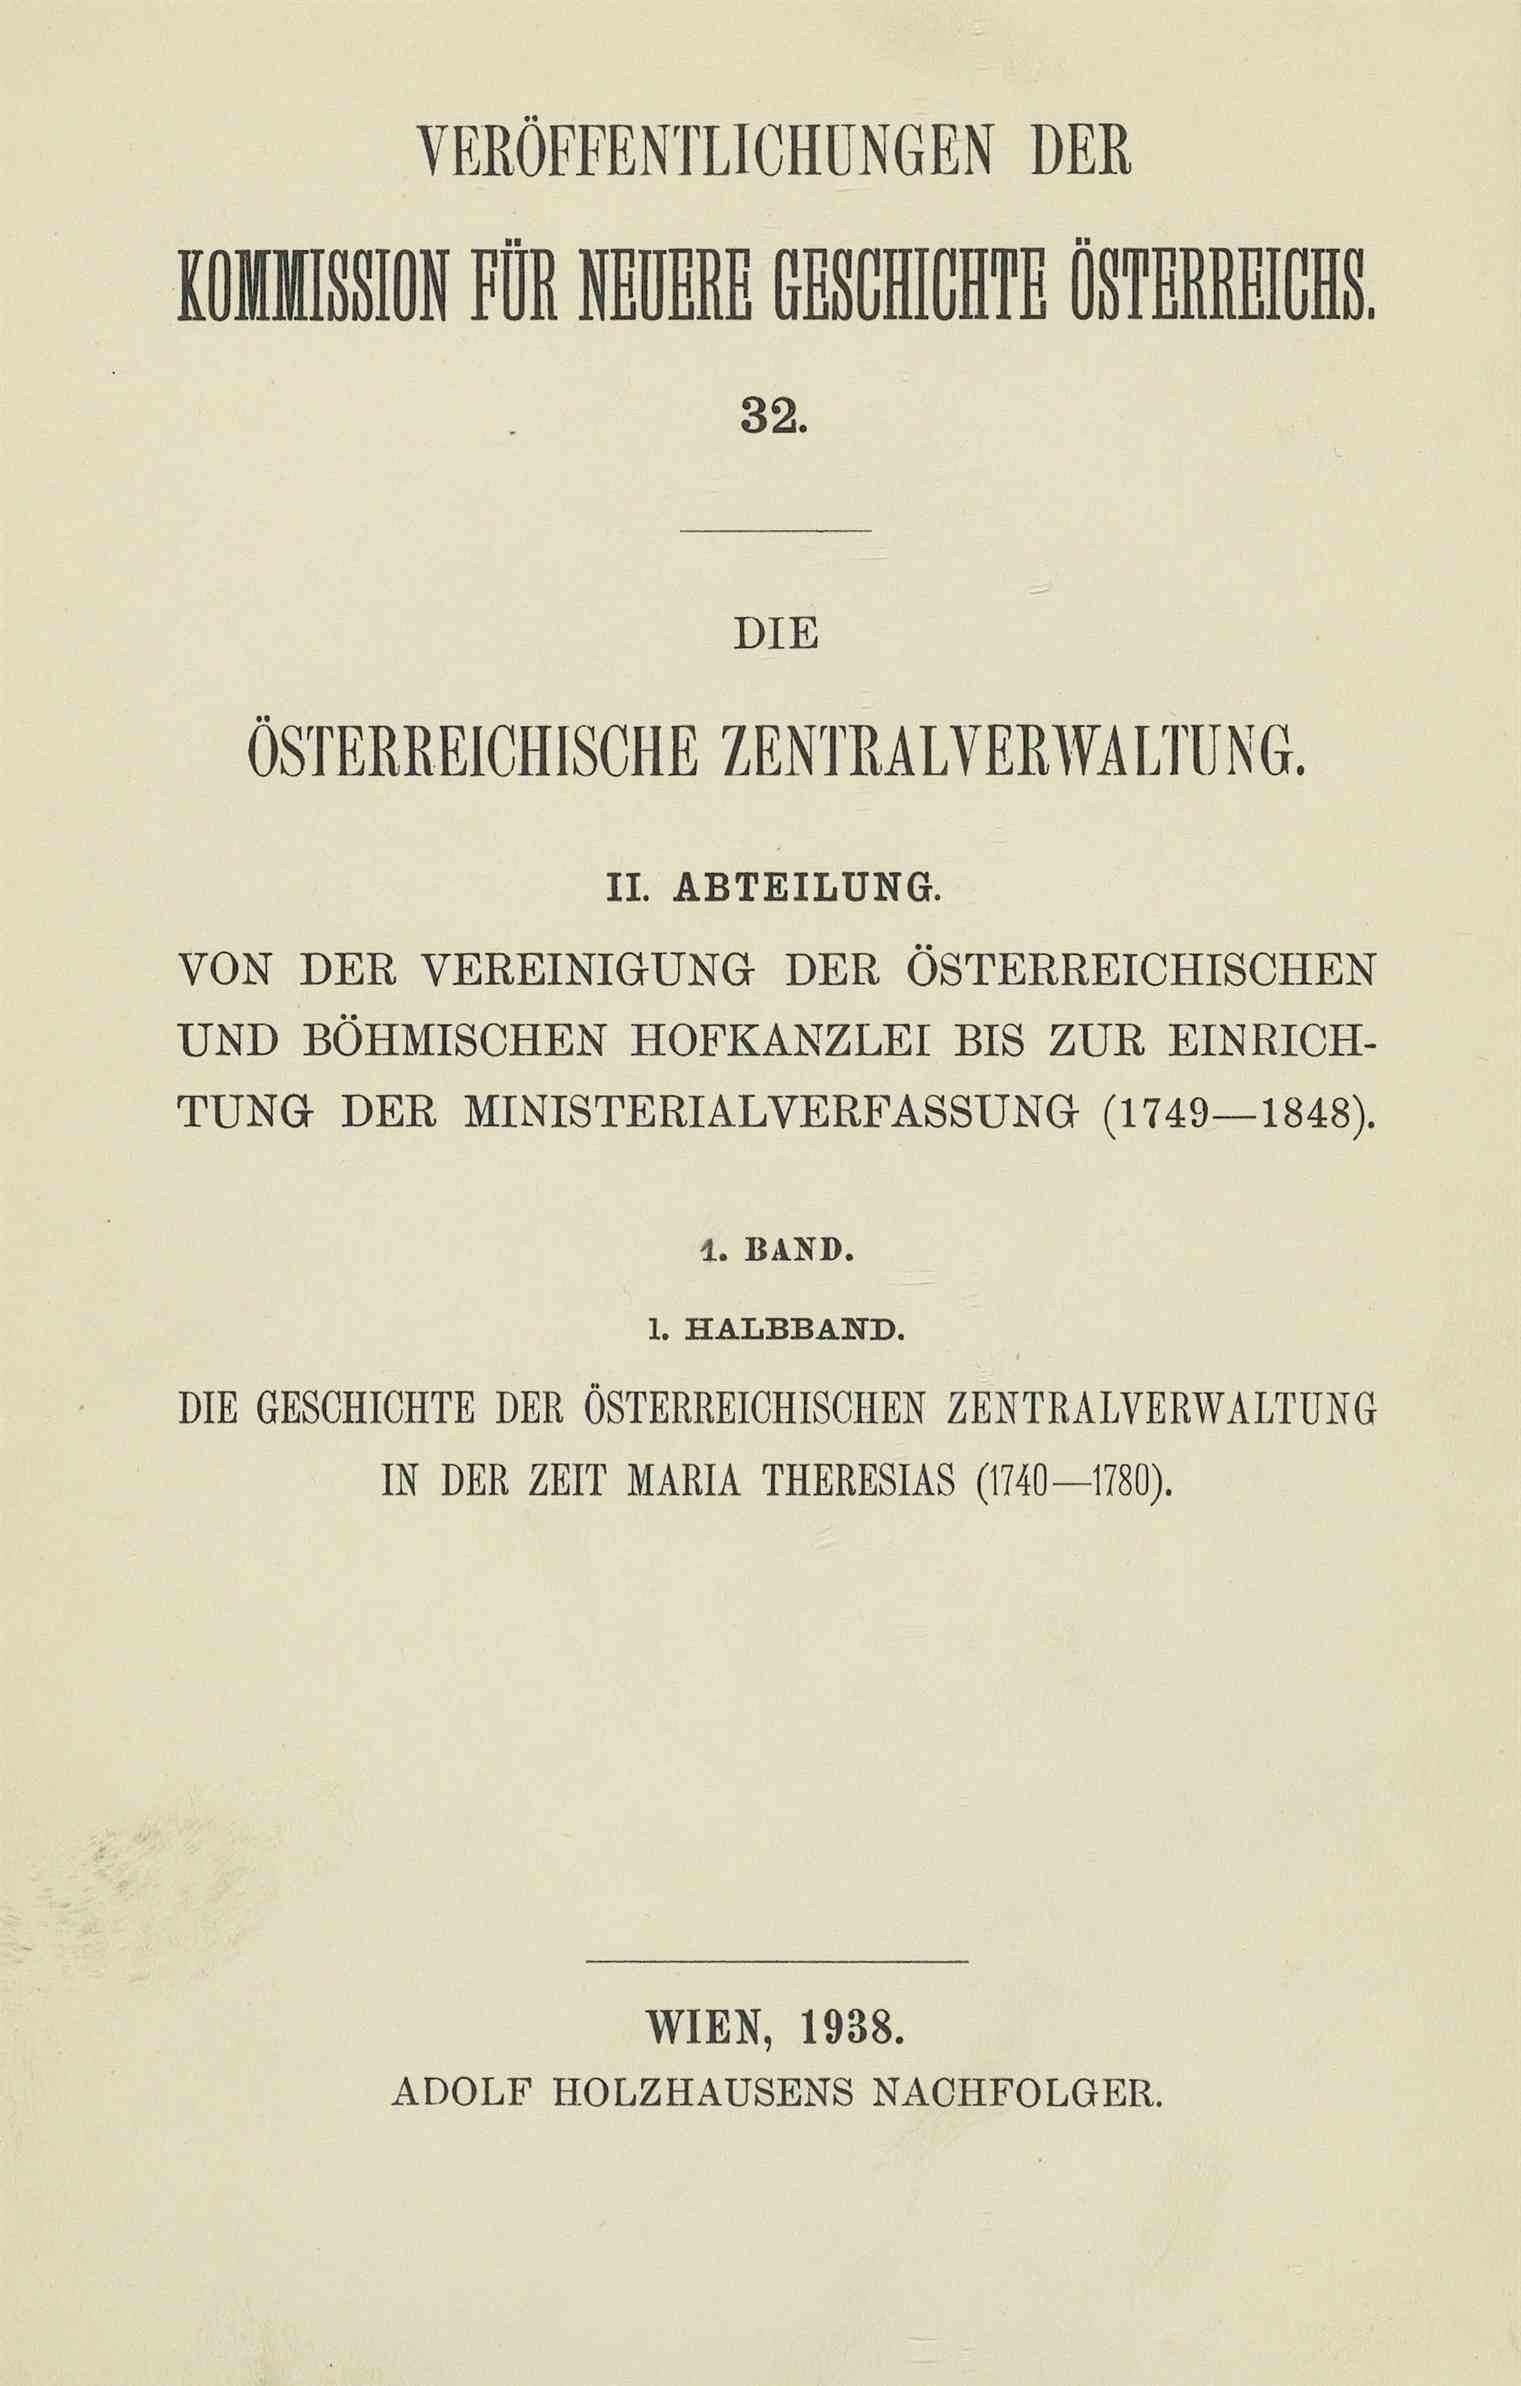 VERÖFFENTLICHUNGEN DER
KOMMISSION FÜR NEUERE GESCHICHTE ÖSTERREICHS.
32.
DIE
ÖSTERREICHISCHE ZENTRALVERWALTUNG.
II. ABTEILUNG.
VON DER VEREINIGUNG DER ÖSTERREICHISCHEN
UND BÖHMISCHEN HOFKANZLEI BIS ZUR EINRICH-
TUNG DER MINISTERIALVERFASSUNG (1749—1848).
1. BAND.
1. HALBBAND.
DIE GESCHICHTE DER ÖSTERREICHISCHEN ZENTRALVERWALTUNG
IN DER ZEIT MARIA THERESIAS (1740—1780).
WIEN, 1938.
ADOLF HOLZHAUSENS NACHFOLGER.